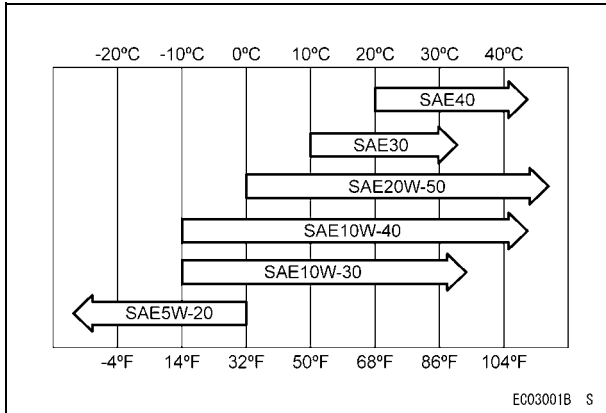 -20ºC -10ºC 0ºC 10ºC 20ºC 30ºC 40ºC
SAE40
SAE30
SAE20W-50
SAE10W-40
SAE10W-30
SAE5W-20
-4ºF 14ºF 32ºF 50ºF 68ºF 86ºF 104ºF
EC03001B S